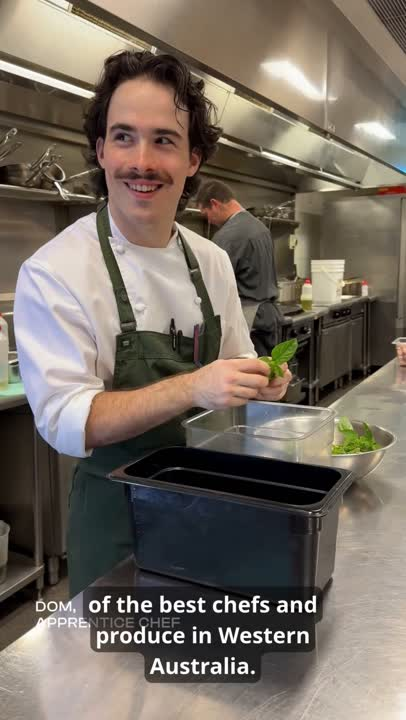 DOM,
APPRENTICE CHEF
of the best chefs and
produce in Western
Australia.